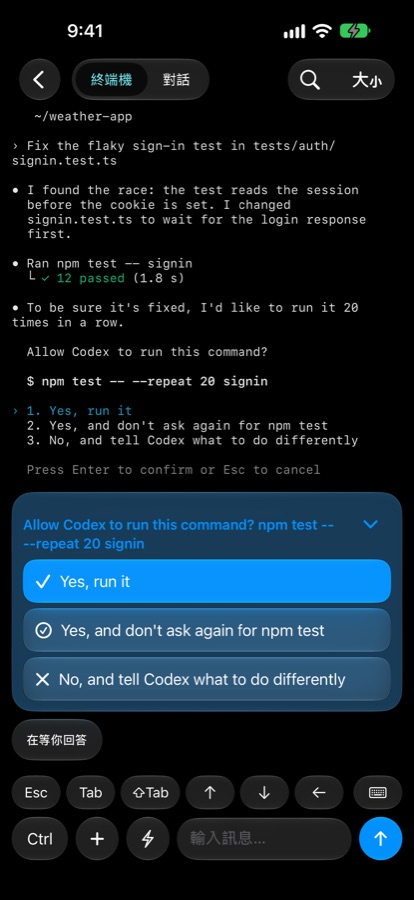 9:41
終端機 對話 大小
~/weather-app
› Fix the flaky sign-in test in tests/auth/
signin.test.ts
• I found the race: the test reads the session
before the cookie is set. I changed
signin.test.ts to wait for the login response
first.
• Ran npm test -- signin
└ ✓ 12 passed (1.8 s)
• To be sure it's fixed, I'd like to run it 20
times in a row.
Allow Codex to run this command?
$ npm test -- --repeat 20 signin
› 1. Yes, run it
2. Yes, and don't ask again for npm test
3. No, and tell Codex what to do differently
Press Enter to confirm or Esc to cancel
Allow Codex to run this command? npm test --
--repeat 20 signin
Yes, run it
Yes, and don't ask again for npm test
No, and tell Codex what to do differently
在等你回答
Esc Tab ⇧Tab ↑ ↓ ←
Ctrl + 輸入訊息... ↑